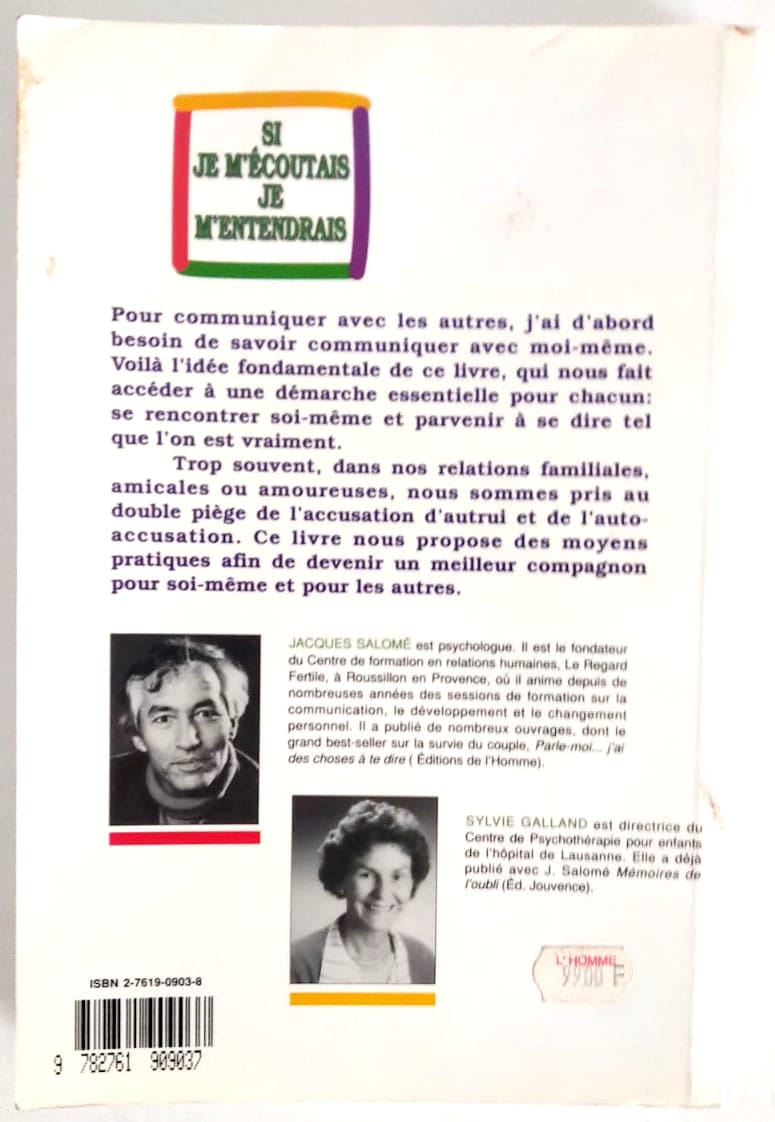 SI
JE M'ÉCOUTAIS
JE
M'ENTENDRAIS
Pour communiquer avec les autres, j'ai d'abord
besoin de savoir communiquer avec moi-même.
Voilà l'idée fondamentale de ce livre, qui nous fait
accéder à une démarche essentielle pour chacun:
se rencontrer soi-même et parvenir à se dire tel
que l'on est vraiment.
Trop souvent, dans nos relations familiales,
amicales ou amoureuses, nous sommes pris au
double piège de l'accusation d'autrui et de l'auto-
accusation. Ce livre nous propose des moyens
pratiques afin de devenir un meilleur compagnon
pour soi-même et pour les autres.
JACQUES SALOMÉ est psychologue. Il est le fondateur
du Centre de formation en relations humaines, Le Regard
Fertile, à Roussillon en Provence, où il anime depuis de
nombreuses années des sessions de formation sur la
communication, le développement et le changement
personnel. Il a publié de nombreux ouvrages, dont le
grand best-seller sur la survie du couple, Parle-moi... j'ai
des choses à te dire ( Éditions de l'Homme).
SYLVIE GALLAND est directrice du
Centre de Psychothérapie pour enfants
de l'hôpital de Lausanne. Elle a déjà
publié avec J. Salomé Mémoires de
l'oubli (Éd. Jouvence).
L'HOMME
9900 F
ISBN 2-7619-0903-8
9 782761 909037